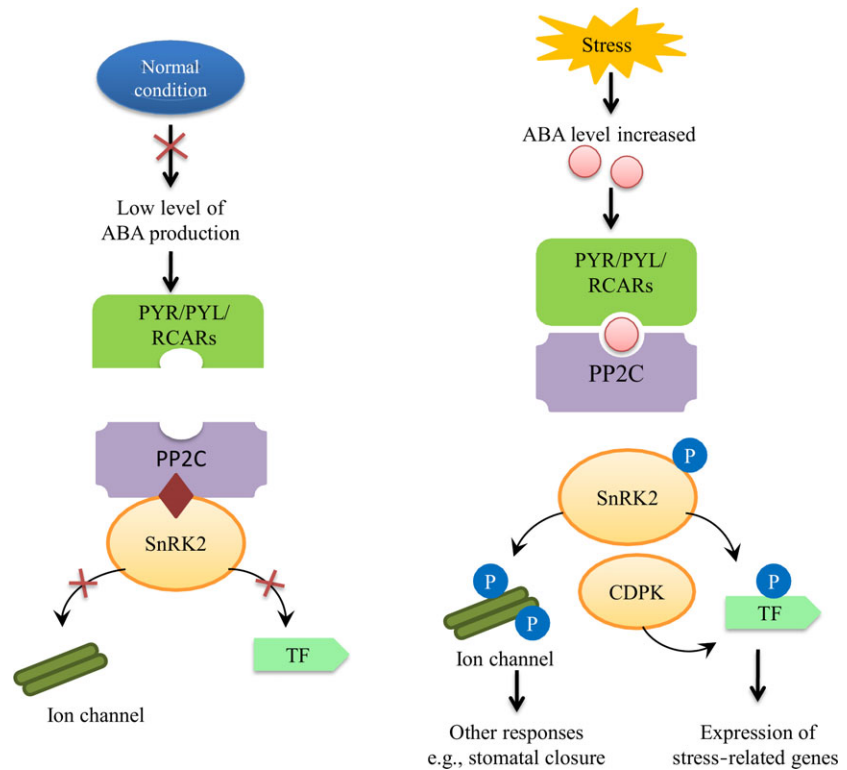 Normal
condition
Low level of
ABA production
PYR/PYL/
RCARs
PP2C
SnRK2
TF
Ion channel
Stress
ABA level increased
PYR/PYL/
RCARs
PP2C
P
SnRK2
P
P
Ion channel
CDPK
P
TF
Other responses
e.g., stomatal closure
Expression of
stress-related genes